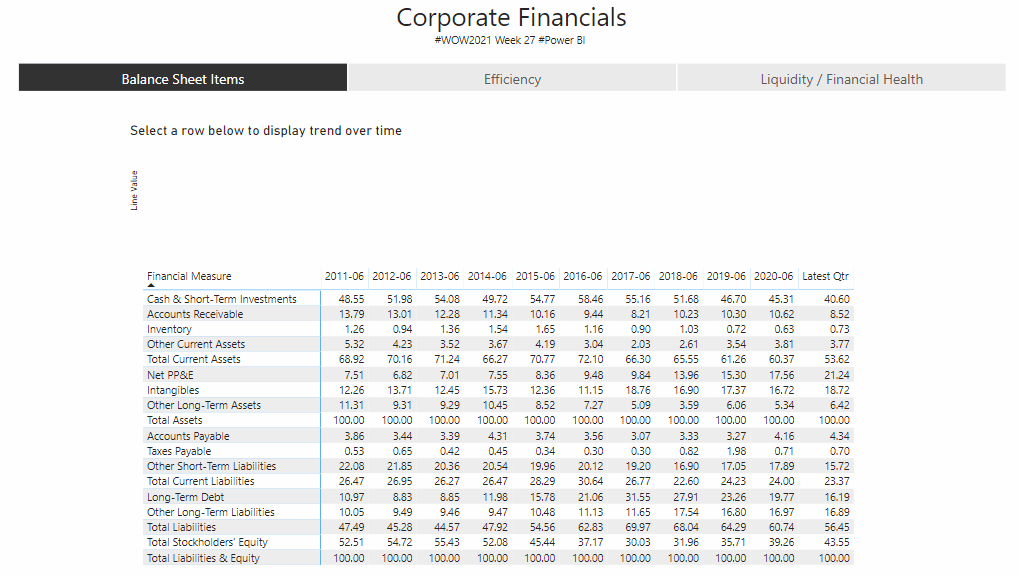 Corporate Financials
#WOW2021 Week 27 #Power BI
Balance Sheet Items Efficiency Liquidity / Financial Health
Select a row below to display trend over time
Line Value
Financial Measure 2011-06 2012-06 2013-06 2014-06 2015-06 2016-06 2017-06 2018-06 2019-06 2020-06 Latest Qtr
Cash & Short-Term Investments 48.55 51.98 54.08 49.72 54.77 58.46 55.16 51.68 46.70 45.31 40.60
Accounts Receivable 13.79 13.01 12.28 11.34 10.16 9.44 8.21 10.23 10.30 10.62 8.52
Inventory 1.26 0.94 1.36 1.54 1.65 1.16 0.90 1.03 0.72 0.63 0.73
Other Current Assets 5.32 4.23 3.52 3.67 4.19 3.04 2.03 2.61 3.54 3.81 3.77
Total Current Assets 68.92 70.16 71.24 66.27 70.77 72.10 66.30 65.55 61.26 60.37 53.62
Net PP&E 7.51 6.82 7.01 7.55 8.36 9.48 9.84 13.96 15.30 17.56 21.24
Intangibles 12.26 13.71 12.45 15.73 12.36 11.15 18.76 16.90 17.37 16.72 18.72
Other Long-Term Assets 11.31 9.31 9.29 10.45 8.52 7.27 5.09 3.59 6.06 5.34 6.42
Total Assets 100.00 100.00 100.00 100.00 100.00 100.00 100.00 100.00 100.00 100.00 100.00
Accounts Payable 3.86 3.44 3.39 4.31 3.74 3.56 3.07 3.33 3.27 4.16 4.34
Taxes Payable 0.53 0.65 0.42 0.45 0.34 0.30 0.30 0.82 1.98 0.71 0.70
Other Short-Term Liabilities 22.08 21.85 20.36 20.54 19.96 20.12 19.20 16.90 17.05 17.89 15.72
Total Current Liabilities 26.47 26.95 26.27 26.47 28.29 30.64 26.77 22.60 24.23 24.00 23.37
Long-Term Debt 10.97 8.83 8.85 11.98 15.78 21.06 31.55 27.91 23.26 19.77 16.19
Other Long-Term Liabilities 10.05 9.49 9.46 9.47 10.48 11.13 11.65 17.54 16.80 16.97 16.89
Total Liabilities 47.49 45.28 44.57 47.92 54.56 62.83 69.97 68.04 64.29 60.74 56.45
Total Stockholders' Equity 52.51 54.72 55.43 52.08 45.44 37.17 30.03 31.96 35.71 39.26 43.55
Total Liabilities & Equity 100.00 100.00 100.00 100.00 100.00 100.00 100.00 100.00 100.00 100.00 100.00